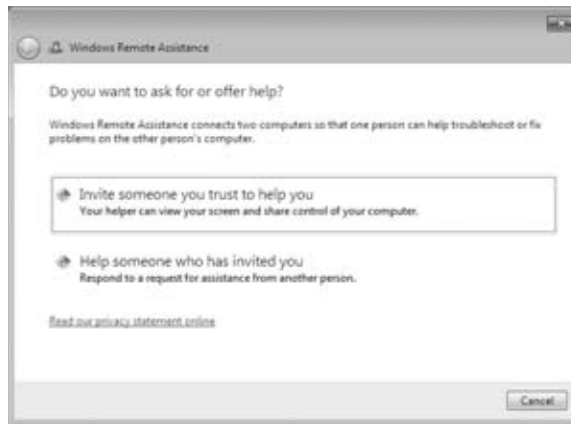 Windows Remote Assistance
Do you want to ask for or offer help?
Windows Remote Assistance connects two computers so that one person can help troubleshoot or fix
problems on the other person's computer.
Invite someone you trust to help you
Your helper can view your screen and share control of your computer.
Help someone who has invited you
Respond to a request for assistance from another person.
Read our privacy statement online
Cancel